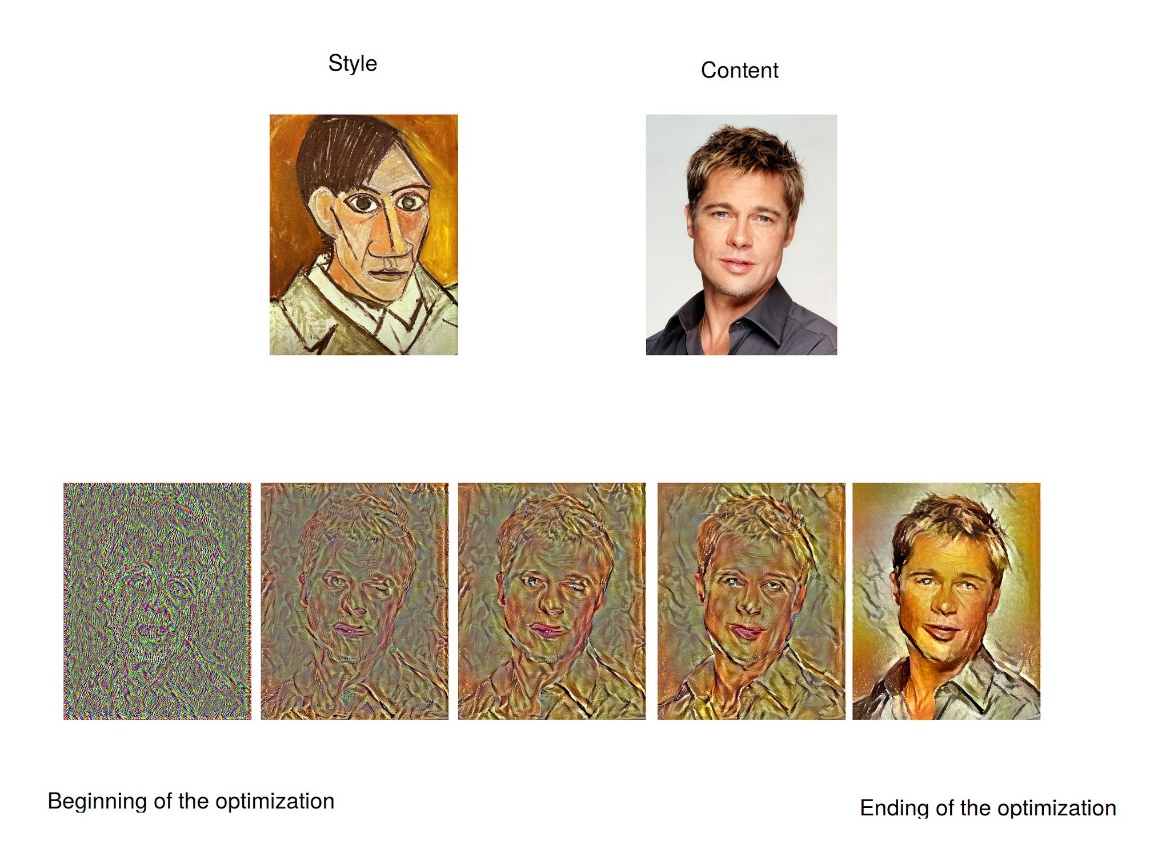 Style
Content
Beginning of the optimization
Ending of the optimization